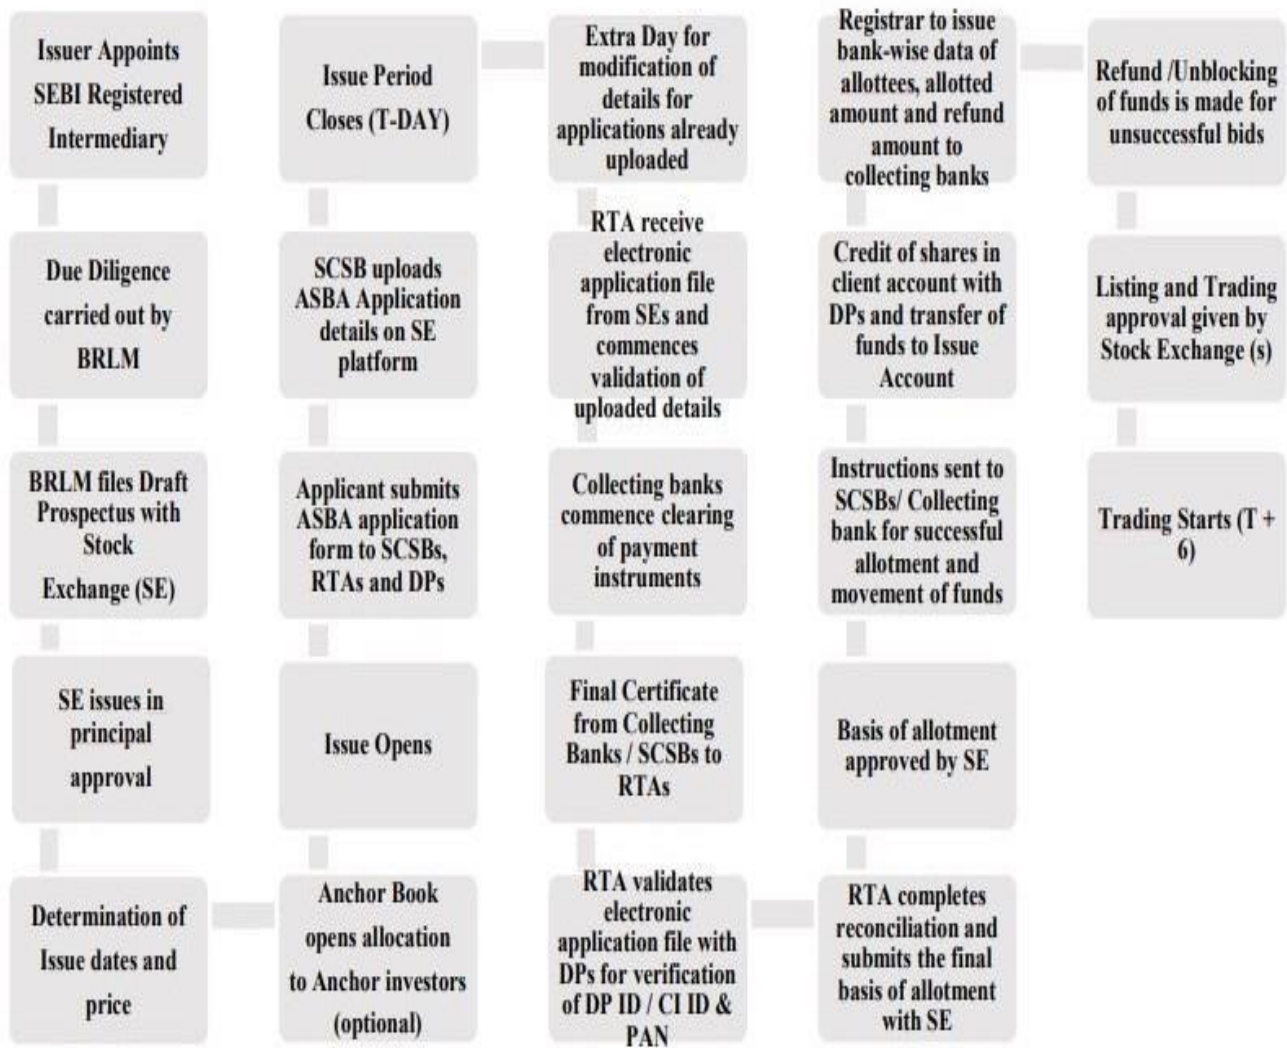 Issuer Appoints
SEBI Registered
Intermediary
Due Diligence
carried out by
BRLM
BRLM files Draft
Prospectus with
Stock
Exchange (SE)
SE issues in
principal
approval
Determination of
Issue dates and
price
Anchor Book
opens allocation
to Anchor investors
(optional)
Issue Opens
Applicant submits
ASBA application
form to SCSBs,
RTAs and DPs
SCSB uploads
ASBA Application
details on SE
platform
Issue Period
Closes (T-DAY)
Extra Day for
modification of
details for
applications already
uploaded
RTA receive
electronic
application file
from SEs and
commences
validation of
uploaded details
Collecting banks
commence clearing
of payment
instruments
Final Certificate
from Collecting
Banks / SCSBs to
RTAs
RTA validates
electronic
application file with
DPs for verification
of DP ID / CI ID &
PAN
RTA completes
reconciliation and
submits the final
basis of allotment
with SE
Basis of allotment
approved by SE
Instructions sent to
SCSBs/ Collecting
bank for successful
allotment and
movement of funds
Credit of shares in
client account with
DPs and transfer of
funds to Issue
Account
Registrar to issue
bank-wise data of
allottees, allotted
amount and refund
amount to
collecting banks
Refund /Unblocking
of funds is made for
unsuccessful bids
Listing and Trading
approval given by
Stock Exchange (s)
Trading Starts (T +
6)